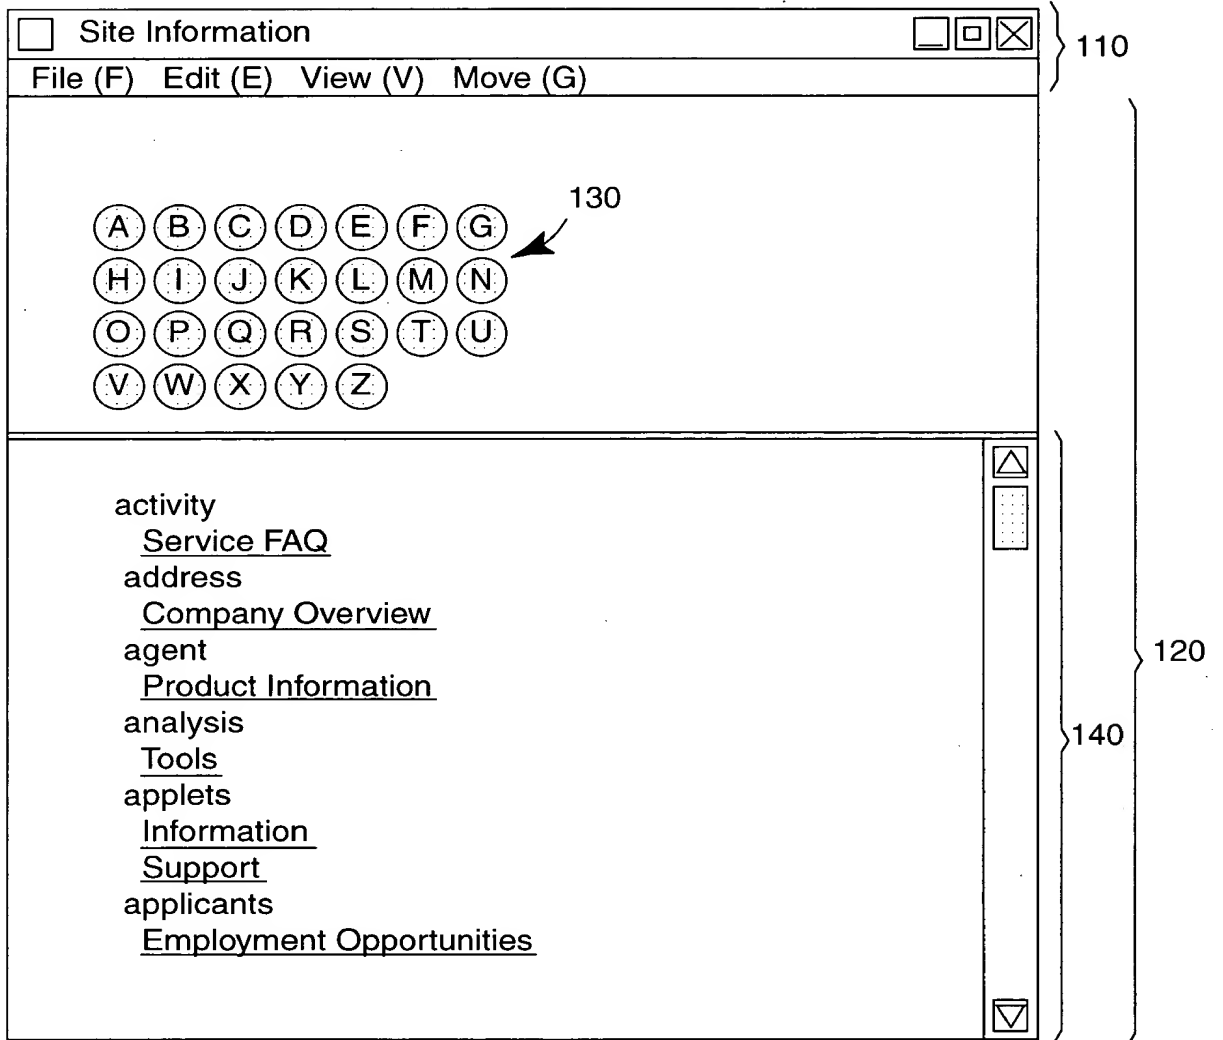 Site Information
110
File (F) Edit (E) View (V) Move (G)
130
A B C D E F G
H I J K L M N
O P Q R S T U
V W X Y Z
activity
Service FAQ
address
Company Overview
agent
Product Information
120
analysis
140
Tools
applets
Information
Support
applicants
Employment Opportunities